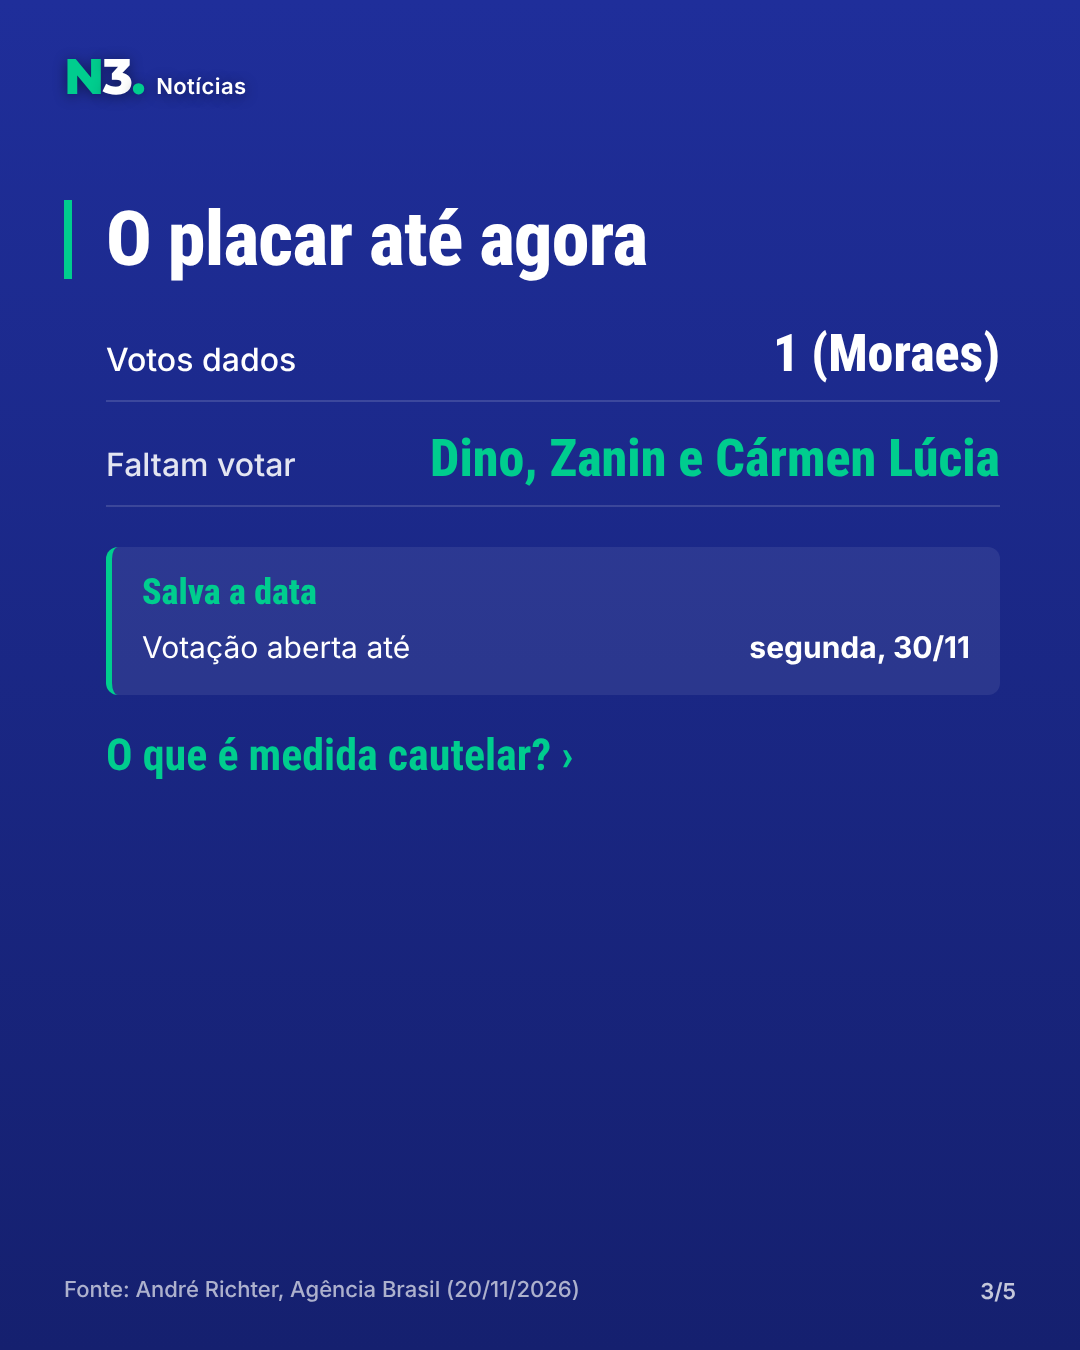 N3. Notícias
O placar até agora
Votos dados 1 (Moraes)
Faltam votar Dino, Zanin e Cármen Lúcia
Salva a data
Votação aberta até segunda, 30/11
O que é medida cautelar? ›
Fonte: André Richter, Agência Brasil (20/11/2026) 3/5